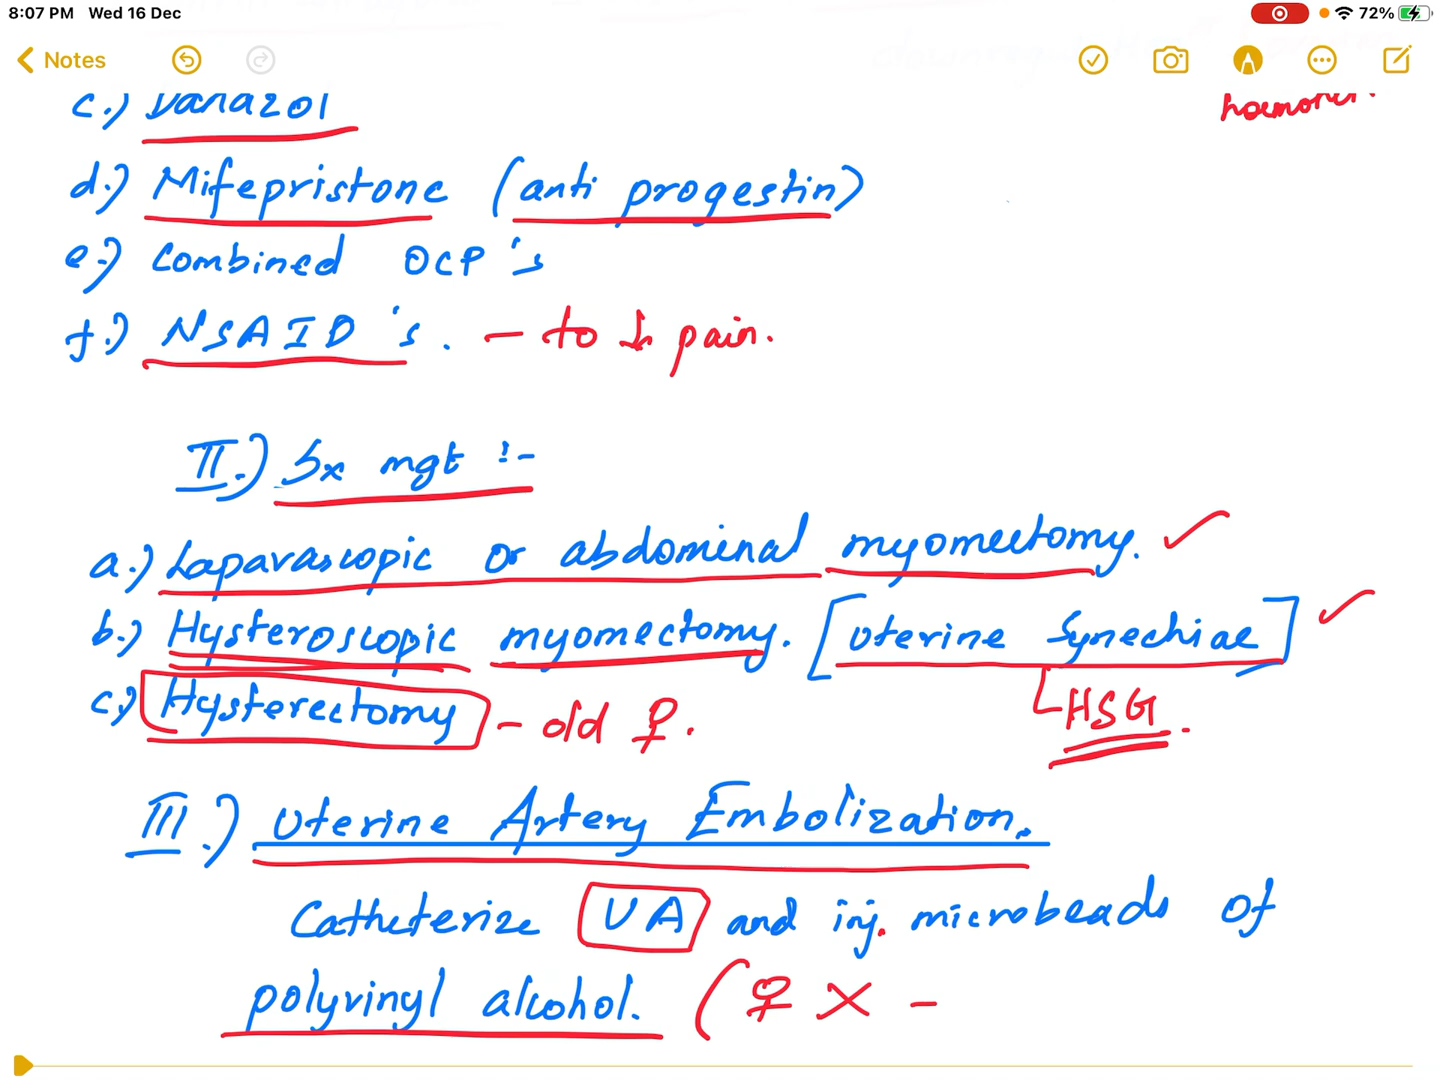 8:07 PM Wed 16 Dec 72%
Notes
c.) Danazol
d.) Mifepristone (anti progestin)
e.) Combined OCP's
f.) NSAID's. - to ↓ pain.
II.) Sx mgt :-
a.) Laparascopic or abdominal myomectomy. ✓
b.) Hysteroscopic myomectomy. [Uterine Synechiae] ✓
c.) Hysterectomy - old ♀.
HSG.
III.) Uterine Artery Embolization.
Catheterize UA and inj. microbeads of
polyvinyl alcohol. (♀ X -